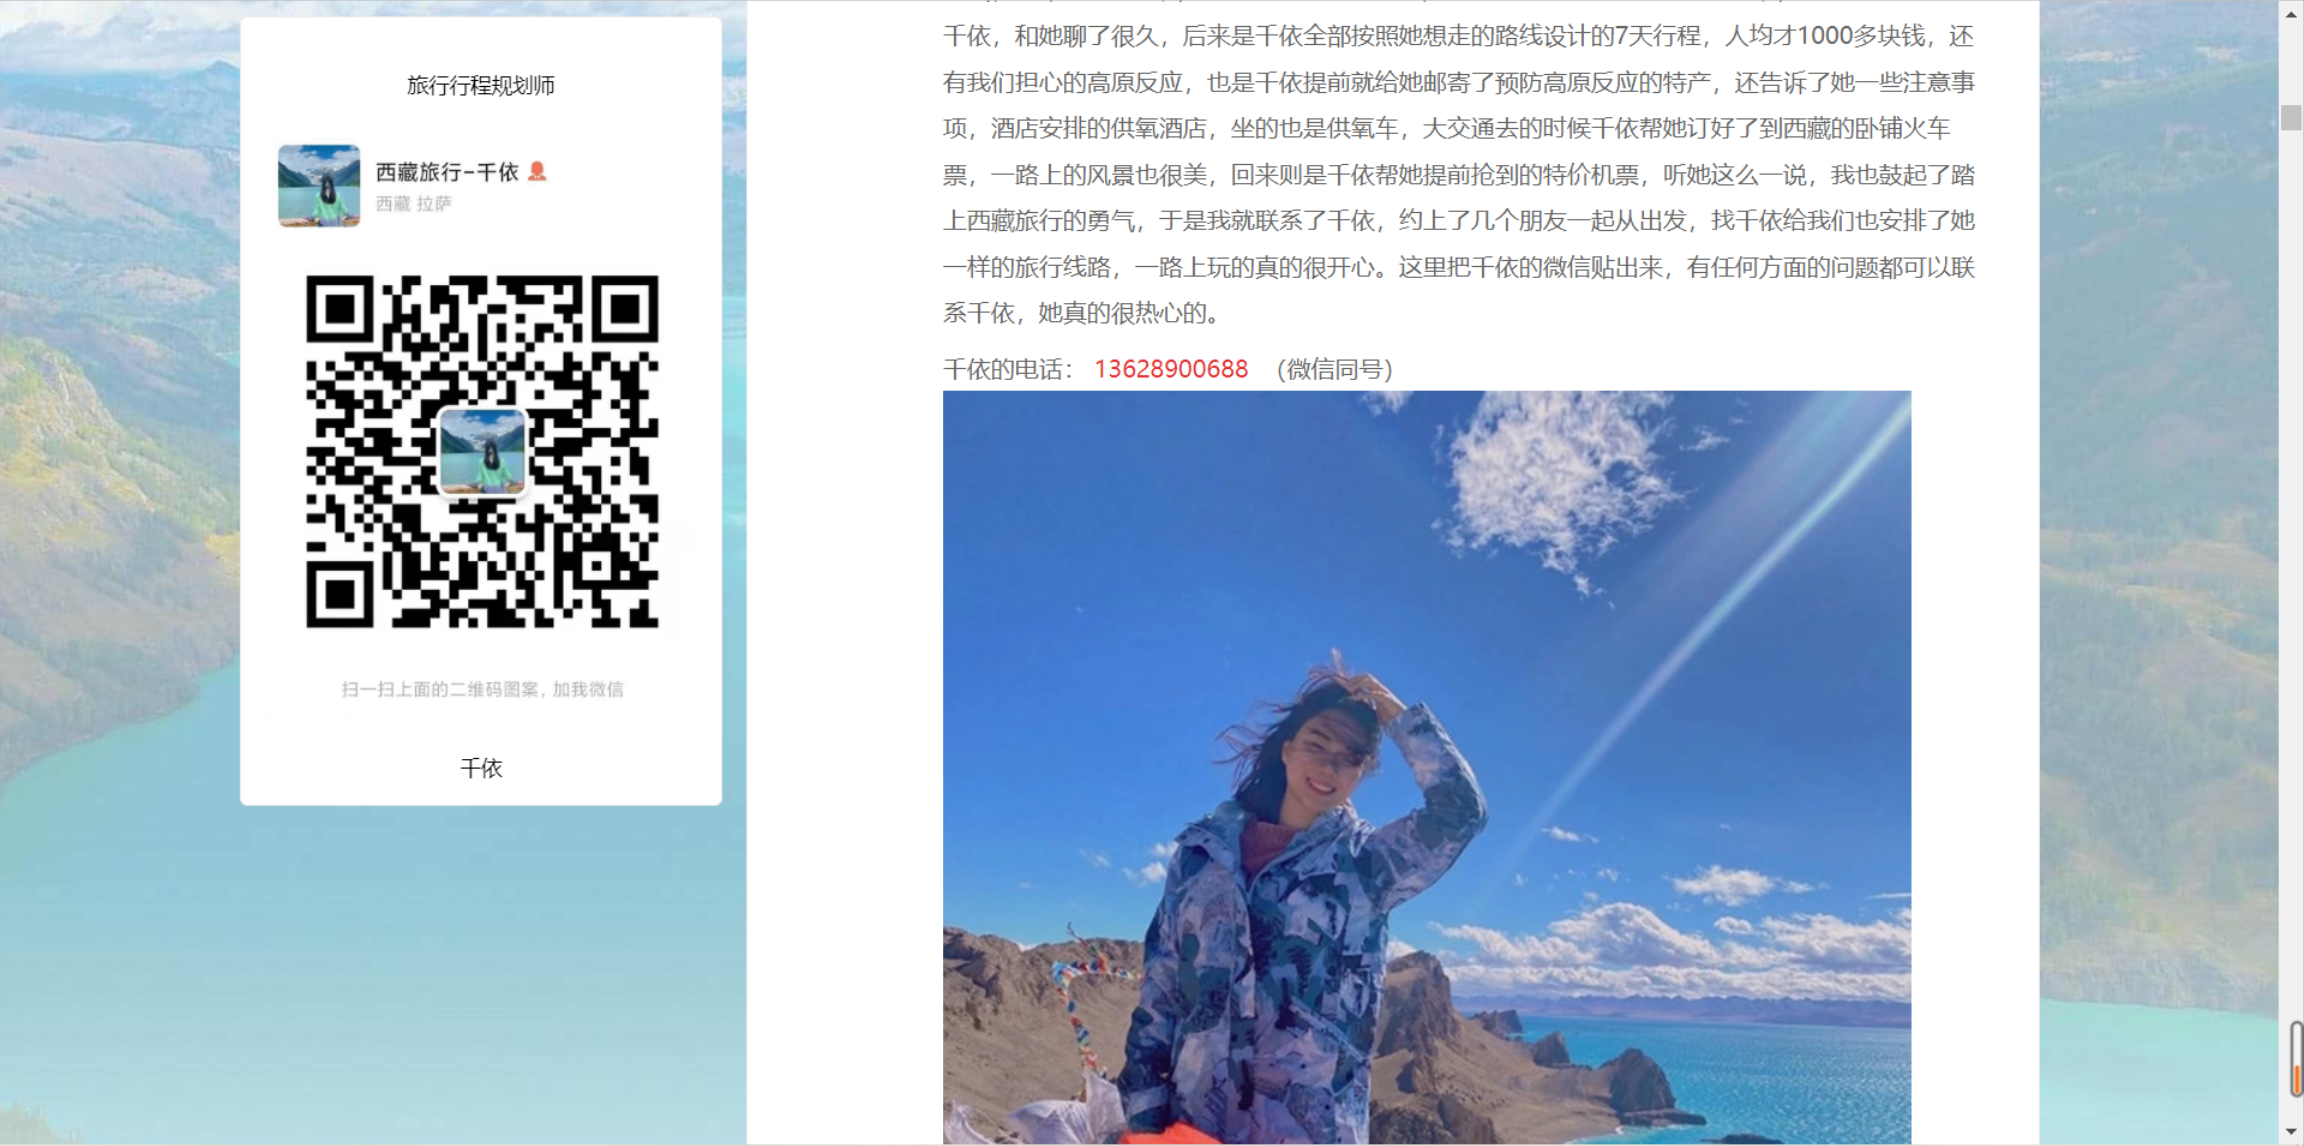 旅行行程规划师
西藏旅行-千依
西藏 拉萨
扫一扫上面的二维码图案，加我微信
千依
千依，和她聊了很久，后来是千依全部按照她想走的路线设计的7天行程，人均才1000多块钱，还
有我们担心的高原反应，也是千依提前就给她邮寄了预防高原反应的特产，还告诉了她一些注意事
项，酒店安排的供氧酒店，坐的也是供氧车，大交通去的时候千依帮她订好了到西藏的卧铺火车
票，一路上的风景也很美，回来则是千依帮她提前抢到的特价机票，听她这么一说，我也鼓起了踏
上西藏旅行的勇气，于是我就联系了千依，约上了几个朋友一起从出发，找千依给我们也安排了她
一样的旅行线路，一路上玩的真的很开心。这里把千依的微信贴出来，有任何方面的问题都可以联
系千依，她真的很热心的。
千依的电话： 13628900688 （微信同号）